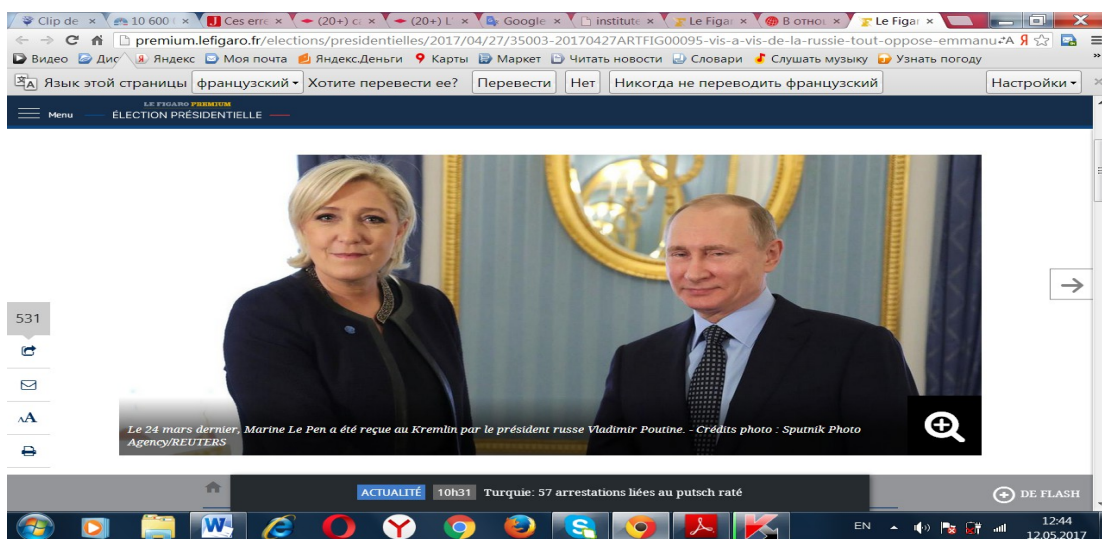 Clip de
10 600
Ces erre
(20+)
(20+) L'
Google
institute
Le Figar
В отнош
Le Figar
premium.lefigaro.fr/elections/presidentielles/2017/04/27/35003-20170427ARTFIG00095-vis-a-vis-de-la-russie-tout-oppose-emmanu
Видео Яндекс Моя почта Яндекс.Деньги Карты Маркет Читать новости Словари Слушать музыку Узнать погоду
Язык этой страницы французский Хотите перевести ее? Перевести Нет Никогда не переводить французский Настройки
LE FIGARO PREMIUM
Menu ÉLECTION PRÉSIDENTIELLE
531
AA
Le 24 mars dernier, Marine Le Pen a été reçue au Kremlin par le président russe Vladimir Poutine. - Crédits photo : Sputnik Photo
Agency/REUTERS
ACTUALITÉ 10h31 Turquie: 57 arrestations liées au putsch raté
DE FLASH
EN 12:44
12.05.2017